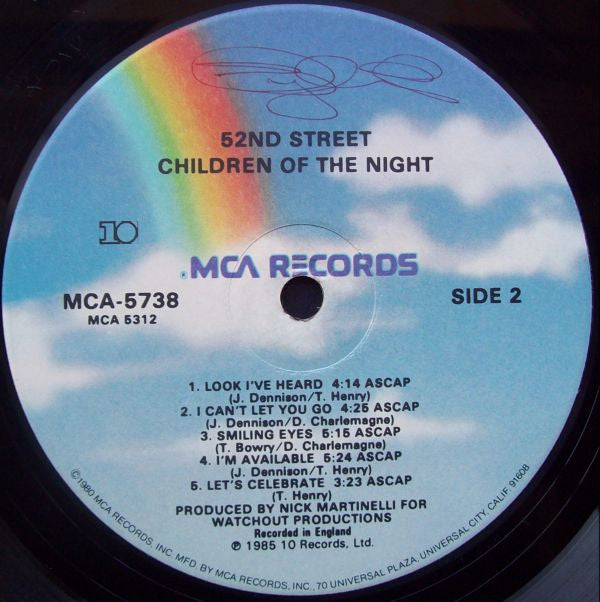 52ND STREET
CHILDREN OF THE NIGHT
10
MCA RECORDS
MCA-5738
SIDE 2
MCA 5312
1. LOOK I'VE HEARD 4:14 ASCAP
(J. Dennison/T. Henry)
2. I CAN'T LET YOU GO 4:25 ASCAP
(J. Dennison/D. Charlemagne)
3. SMILING EYES 5:15 ASCAP
(T. Bowry/D. Charlemagne)
4. I'M AVAILABLE 5:24 ASCAP
(J. Dennison/T. Henry)
5. LET'S CELEBRATE 3:23 ASCAP
(T. Henry)
PRODUCED BY NICK MARTINELLI FOR
WATCHOUT PRODUCTIONS
Recorded in England
℗ 1985 10 Records, Ltd.
©1980 MCA RECORDS, INC. MFD. BY MCA RECORDS, INC., 70 UNIVERSAL PLAZA, UNIVERSAL CITY, CALIF. 91608